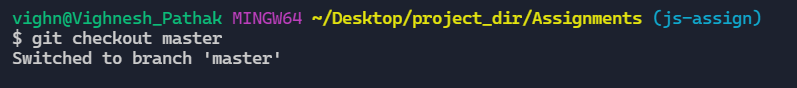 vighn@Vighnesh_Pathak MINGW64 ~/Desktop/project_dir/Assignments (js-assign)
$ git checkout master
Switched to branch 'master'